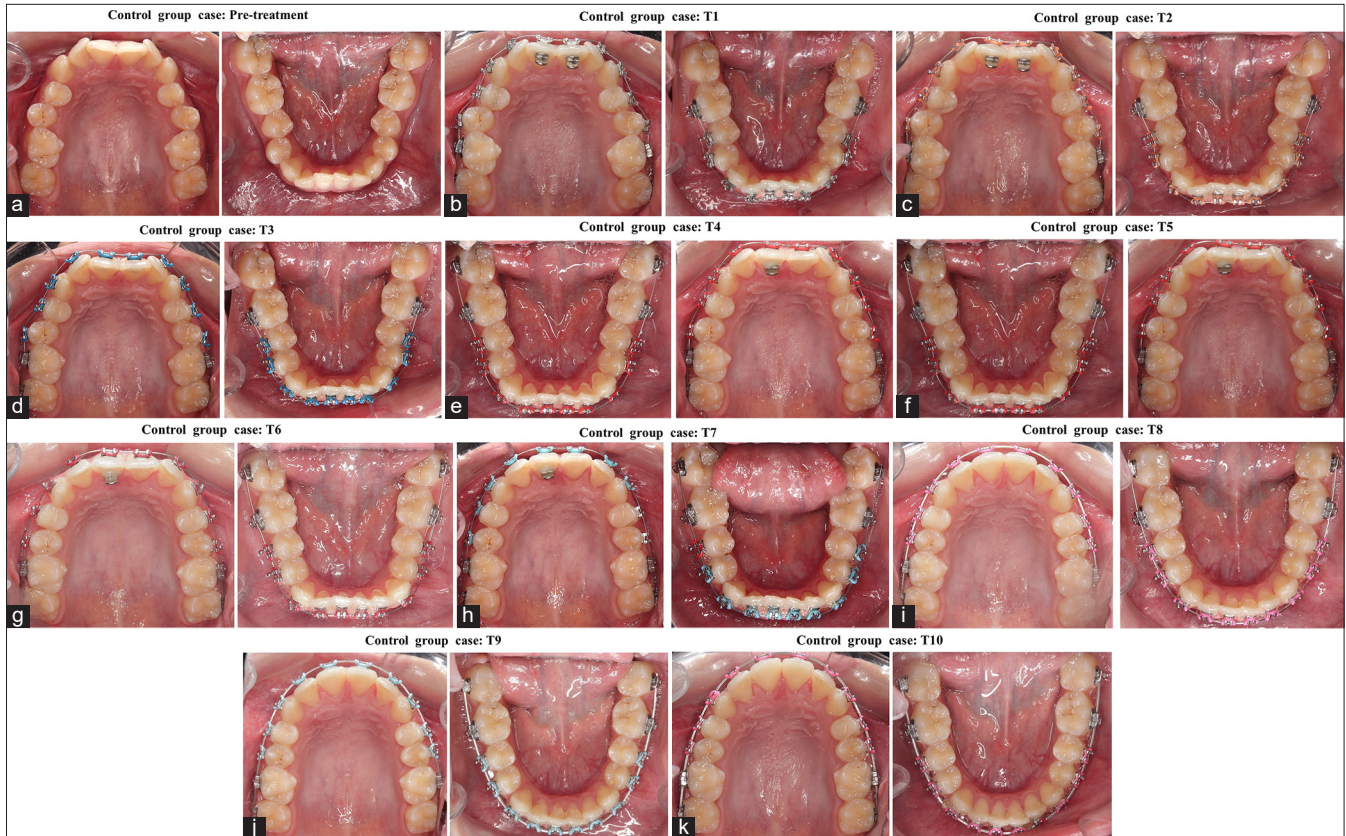 Control group case: Pre-treatment
Control group case: T1
Control group case: T2
a
b
c
Control group case: T3
Control group case: T4
Control group case: T5
d
e
f
Control group case: T6
Control group case: T7
Control group case: T8
g
h
i
Control group case: T9
Control group case: T10
j
k